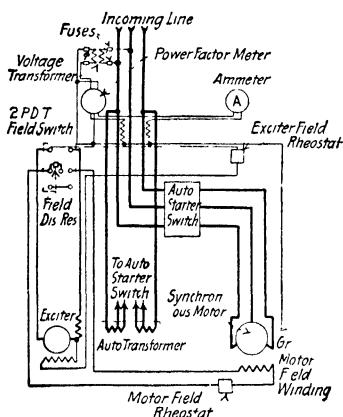 Incoming Line
Fuses
Power Factor Meter
Voltage
Transformer
Ammeter
A
2 P D T
Field Switch
Exciter Field
Rheostat
Auto
Starter
Switch
Field
Dis Res
To Auto
Starter
Switch
Synchron
ous Motor
Exciter
Auto Transformer
Gr
Motor
Field
Winding
Motor Field
Rheostat